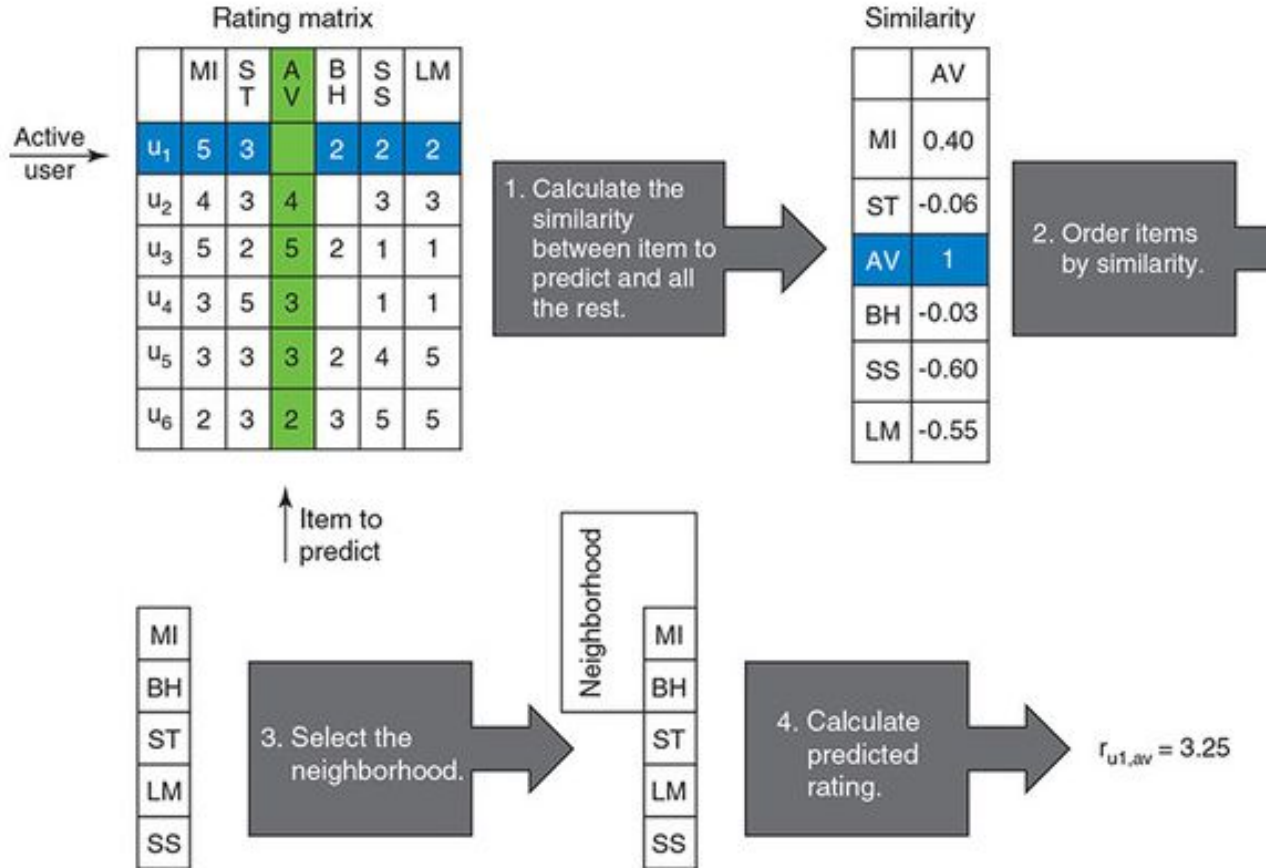 Rating matrix
MI ST AV BH SS LM
Active user
u1 5 3 2 2 2
u2 4 3 4 3 3
u3 5 2 5 2 1 1
u4 3 5 3 1 1
u5 3 3 3 2 4 5
u6 2 3 2 3 5 5
Item to
predict
1. Calculate the
similarity
between item to
predict and all
the rest.
Similarity
AV
MI 0.40
ST -0.06
AV 1
BH -0.03
SS -0.60
LM -0.55
2. Order items
by similarity.
MI
BH
ST
LM
SS
3. Select the
neighborhood.
Neighborhood
MI
BH
ST
LM
SS
4. Calculate
predicted
rating.
ru1,av = 3.25